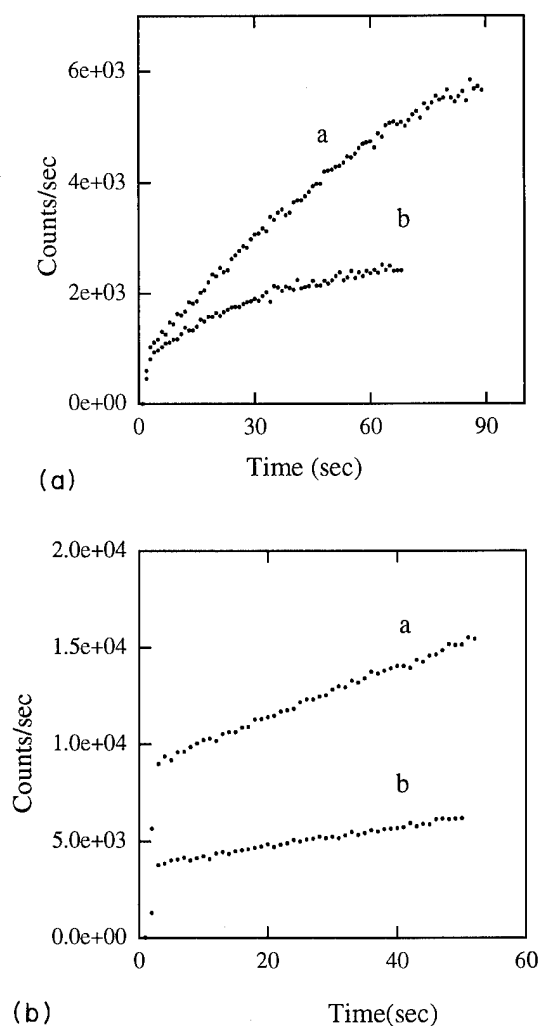 6e+03
a
4e+03
Counts/sec
b
2e+03
0e+00
0 30 60 90
Time (sec)
(a)
2.0e+04
a
1.5e+04
Counts/sec
1.0e+04
b
5.0e+03
0.0e+00
0 20 40 60
(b) Time(sec)